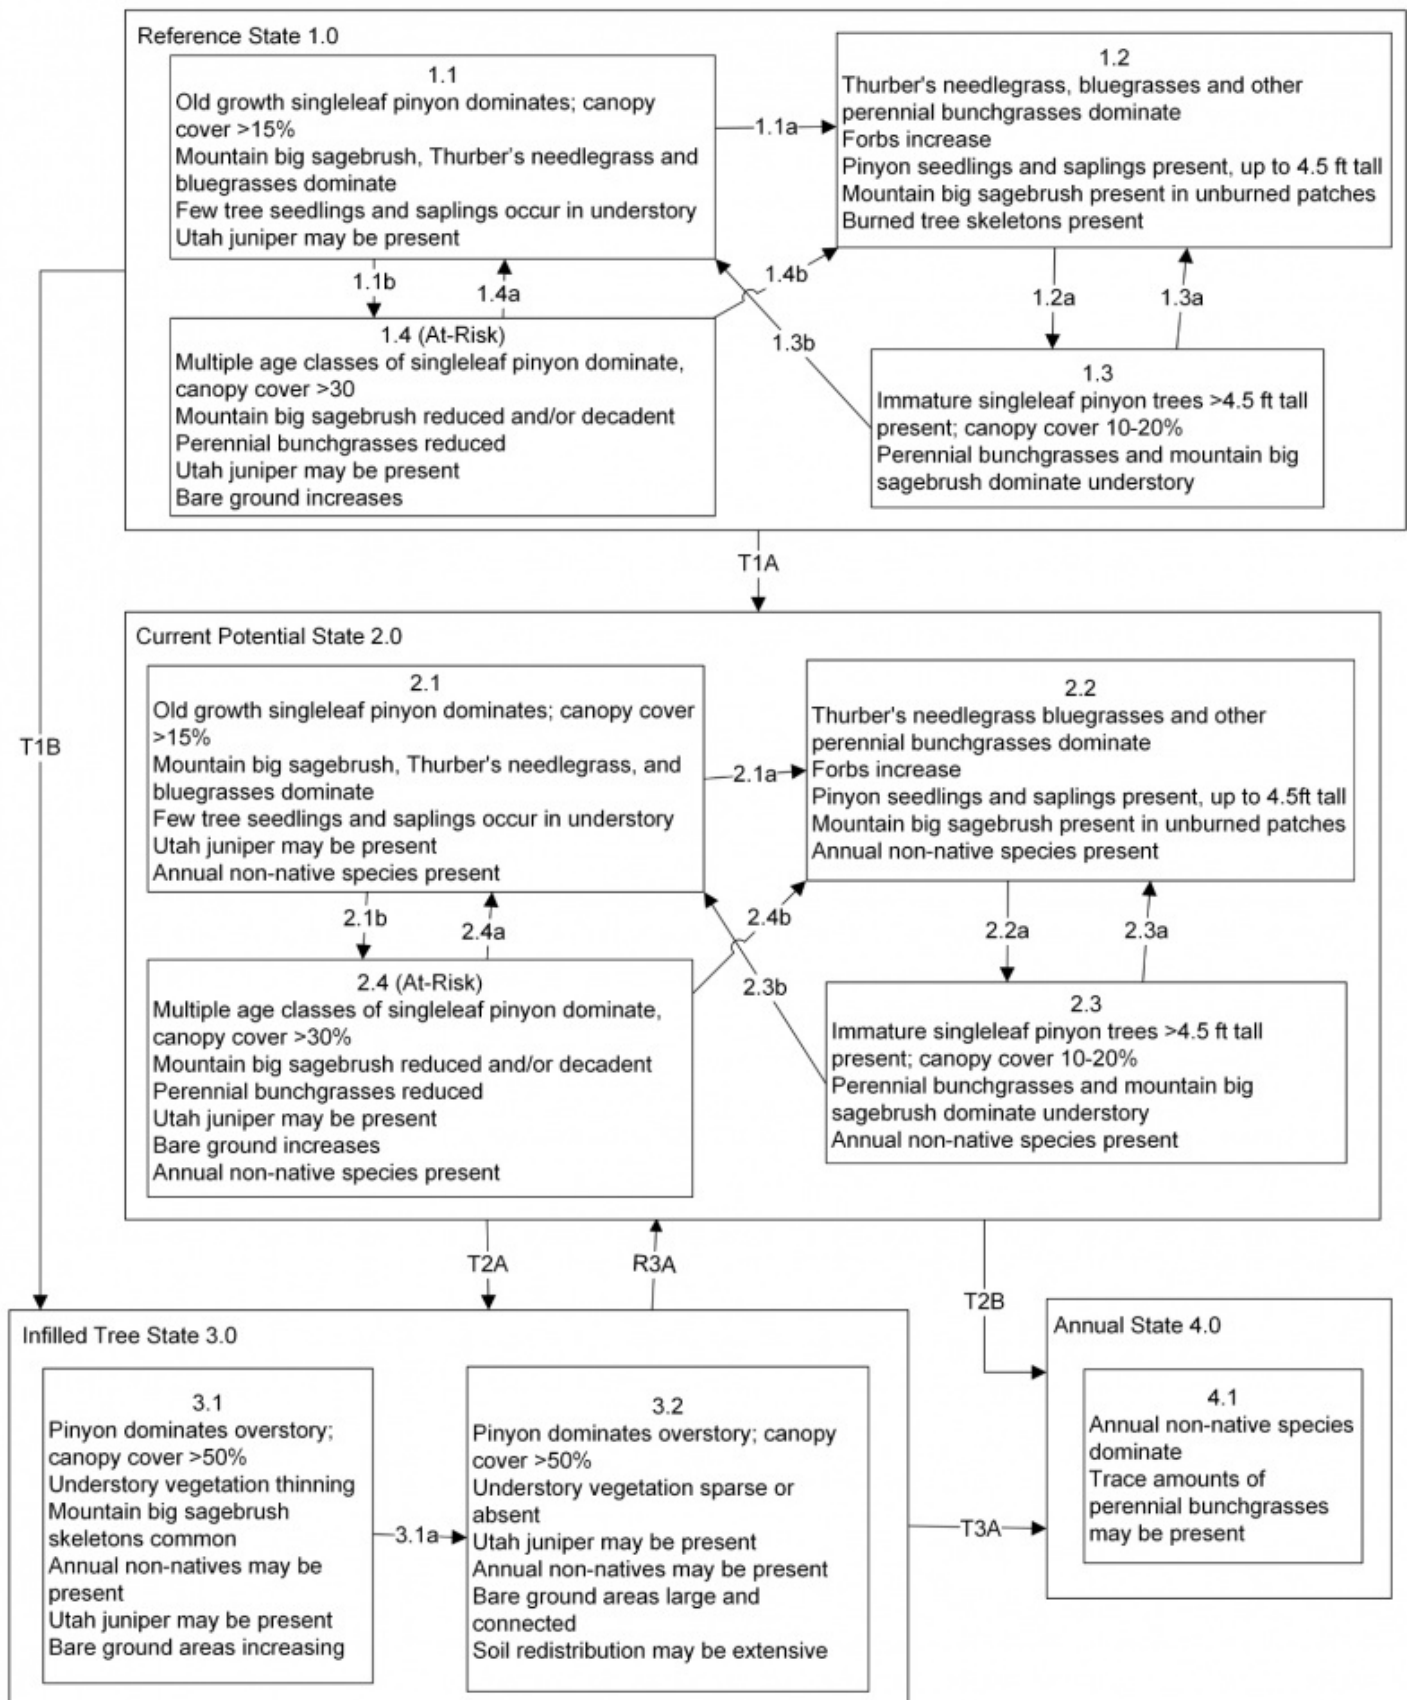 Reference State 1.0
1.1
Old growth singleleaf pinyon dominates; canopy
cover >15%
Mountain big sagebrush, Thurber's needlegrass and
bluegrasses dominate
Few tree seedlings and saplings occur in understory
Utah juniper may be present
1.1a
1.2
Thurber's needlegrass, bluegrasses and other
perennial bunchgrasses dominate
Forbs increase
Pinyon seedlings and saplings present, up to 4.5 ft tall
Mountain big sagebrush present in unburned patches
Burned tree skeletons present
1.1b
1.4a
1.4b
1.3b
1.2a
1.3a
1.4 (At-Risk)
Multiple age classes of singleleaf pinyon dominate,
canopy cover >30
Mountain big sagebrush reduced and/or decadent
Perennial bunchgrasses reduced
Utah juniper may be present
Bare ground increases
1.3
Immature singleleaf pinyon trees >4.5 ft tall
present; canopy cover 10-20%
Perennial bunchgrasses and mountain big
sagebrush dominate understory
T1A
T1B
Current Potential State 2.0
2.1
Old growth singleleaf pinyon dominates; canopy cover
>15%
Mountain big sagebrush, Thurber's needlegrass, and
bluegrasses dominate
Few tree seedlings and saplings occur in understory
Utah juniper may be present
Annual non-native species present
2.1a
2.2
Thurber's needlegrass bluegrasses and other
perennial bunchgrasses dominate
Forbs increase
Pinyon seedlings and saplings present, up to 4.5ft tall
Mountain big sagebrush present in unburned patches
Annual non-native species present
2.1b
2.4a
2.4b
2.3b
2.2a
2.3a
2.4 (At-Risk)
Multiple age classes of singleleaf pinyon dominate,
canopy cover >30%
Mountain big sagebrush reduced and/or decadent
Perennial bunchgrasses reduced
Utah juniper may be present
Bare ground increases
Annual non-native species present
2.3
Immature singleleaf pinyon trees >4.5 ft tall
present; canopy cover 10-20%
Perennial bunchgrasses and mountain big
sagebrush dominate understory
Annual non-native species present
T2A
R3A
T2B
Infilled Tree State 3.0
3.1
Pinyon dominates overstory;
canopy cover >50%
Understory vegetation thinning
Mountain big sagebrush
skeletons common
Annual non-natives may be
present
Utah juniper may be present
Bare ground areas increasing
3.1a
3.2
Pinyon dominates overstory; canopy
cover >50%
Understory vegetation sparse or
absent
Utah juniper may be present
Annual non-natives may be present
Bare ground areas large and
connected
Soil redistribution may be extensive
T3A
Annual State 4.0
4.1
Annual non-native species
dominate
Trace amounts of
perennial bunchgrasses
may be present